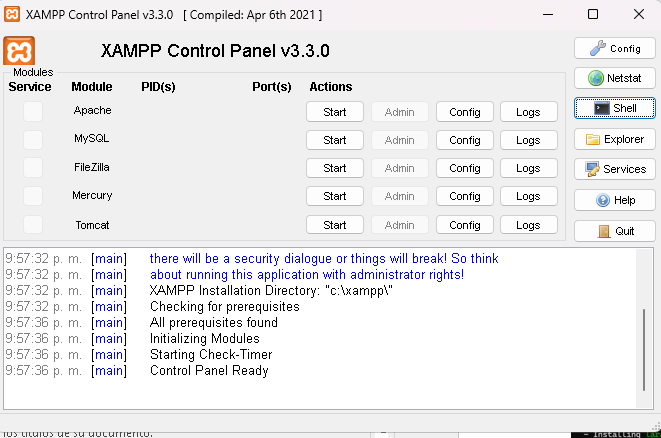 XAMPP Control Panel v3.3.0 [ Compiled: Apr 6th 2021 ]
XAMPP Control Panel v3.3.0
Config
Modules
Service Module PID(s) Port(s) Actions
Netstat
Apache Start Admin Config Logs
Shell
MySQL Start Admin Config Logs
Explorer
FileZilla Start Admin Config Logs
Services
Mercury Start Admin Config Logs
Help
Tomcat Start Admin Config Logs
Quit
9:57:32 p. m. [main] there will be a security dialogue or things will break! So think
9:57:32 p. m. [main] about running this application with administrator rights!
9:57:32 p. m. [main] XAMPP Installation Directory: "c:\xampp\"
9:57:32 p. m. [main] Checking for prerequisites
9:57:36 p. m. [main] All prerequisites found
9:57:36 p. m. [main] Initializing Modules
9:57:36 p. m. [main] Starting Check-Timer
9:57:36 p. m. [main] Control Panel Ready
los títulos de su documento.
- Installing